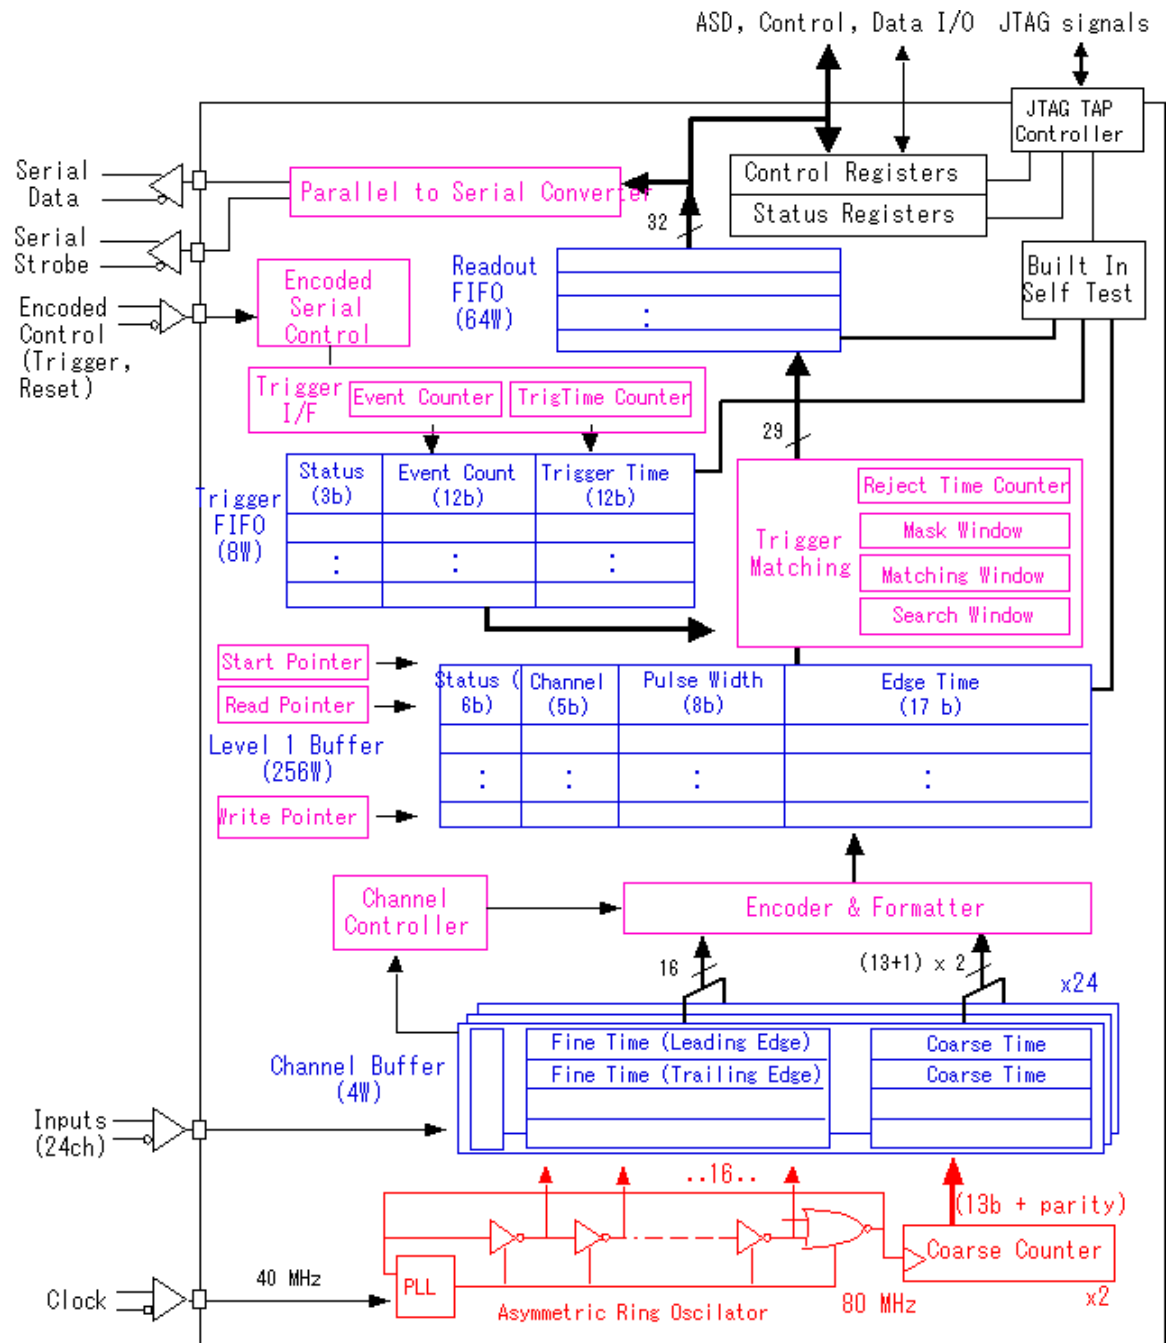 ASD, Control, Data I/O JTAG signals
JTAG TAP
Controller
Control Registers
Status Registers
Serial
Data
Parallel to Serial Converter
Serial
Strobe
32
Readout
FIFO
(64W)
:
Built In
Self Test
Encoded
Control
(Trigger,
Reset)
Encoded
Serial
Control
Trigger
I/F
Event Counter
TrigTime Counter
29
Trigger
FIFO
(8W)
Status
(3b)
Event Count
(12b)
Trigger Time
(12b)
: : :
Trigger
Matching
Reject Time Counter
Mask Window
Matching Window
Search Window
Start Pointer
Read Pointer
Level 1 Buffer
(256W)
Write Pointer
Status (
6b)
Channel
(5b)
Pulse Width
(8b)
Edge Time
(17 b)
: : : :
Channel
Controller
Encoder & Formatter
16
(13+1) x 2
x24
Channel Buffer
(4W)
Fine Time (Leading Edge)
Coarse Time
Fine Time (Trailing Edge)
Coarse Time
Inputs
(24ch)
..16..
(13b + parity)
Coarse Counter
x2
Clock
40 MHz
PLL
Asymmetric Ring Oscilator
80 MHz